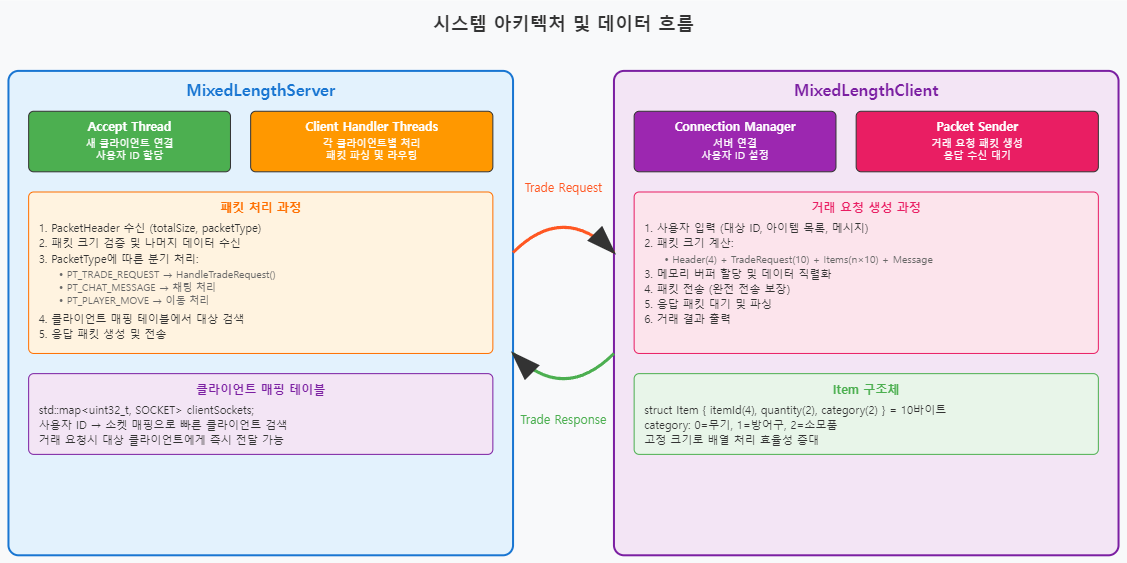 시스템 아키텍처 및 데이터 흐름
MixedLengthServer
Accept Thread
새 클라이언트 연결
사용자 ID 할당
Client Handler Threads
각 클라이언트별 처리
패킷 파싱 및 라우팅
패킷 처리 과정
1. PacketHeader 수신 (totalSize, packetType)
2. 패킷 크기 검증 및 나머지 데이터 수신
3. PacketType에 따른 분기 처리:
• PT_TRADE_REQUEST → HandleTradeRequest()
• PT_CHAT_MESSAGE → 채팅 처리
• PT_PLAYER_MOVE → 이동 처리
4. 클라이언트 매핑 테이블에서 대상 검색
5. 응답 패킷 생성 및 전송
클라이언트 매핑 테이블
std::map<uint32_t, SOCKET> clientSockets;
사용자 ID → 소켓 매핑으로 빠른 클라이언트 검색
거래 요청시 대상 클라이언트에게 즉시 전달 가능
Trade Request
Trade Response
MixedLengthClient
Connection Manager
서버 연결
사용자 ID 설정
Packet Sender
거래 요청 패킷 생성
응답 수신 대기
거래 요청 생성 과정
1. 사용자 입력 (대상 ID, 아이템 목록, 메시지)
2. 패킷 크기 계산:
• Header(4) + TradeRequest(10) + Items(n×10) + Message
3. 메모리 버퍼 할당 및 데이터 직렬화
4. 패킷 전송 (완전 전송 보장)
5. 응답 패킷 대기 및 파싱
6. 거래 결과 출력
Item 구조체
struct Item { itemId(4), quantity(2), category(2) } = 10바이트
category: 0=무기, 1=방어구, 2=소모품
고정 크기로 배열 처리 효율성 증대